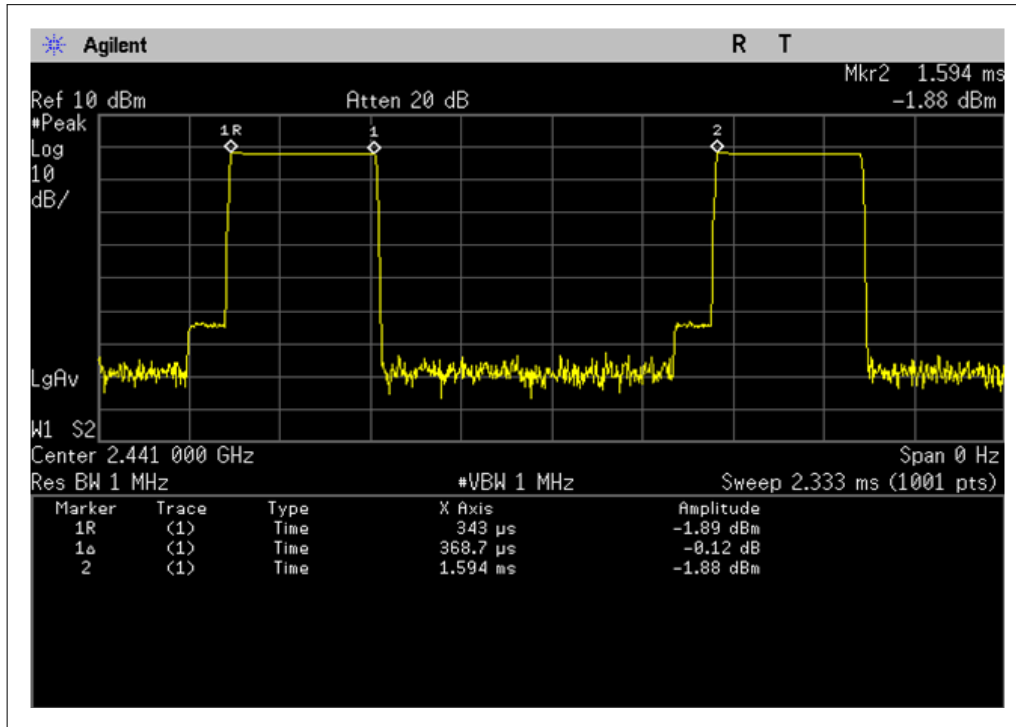 Agilent R T
Mkr2 1.594 ms
Ref 10 dBm Atten 20 dB -1.88 dBm
#Peak
Log
10
dB/
1R 1 2
LgAv
W1 S2
Center 2.441 000 GHz Span 0 Hz
Res BW 1 MHz #VBW 1 MHz Sweep 2.333 ms (1001 pts)
Marker Trace Type X Axis Amplitude
1R (1) Time 343 µs -1.89 dBm
1∆ (1) Time 368.7 µs -0.12 dB
2 (1) Time 1.594 ms -1.88 dBm